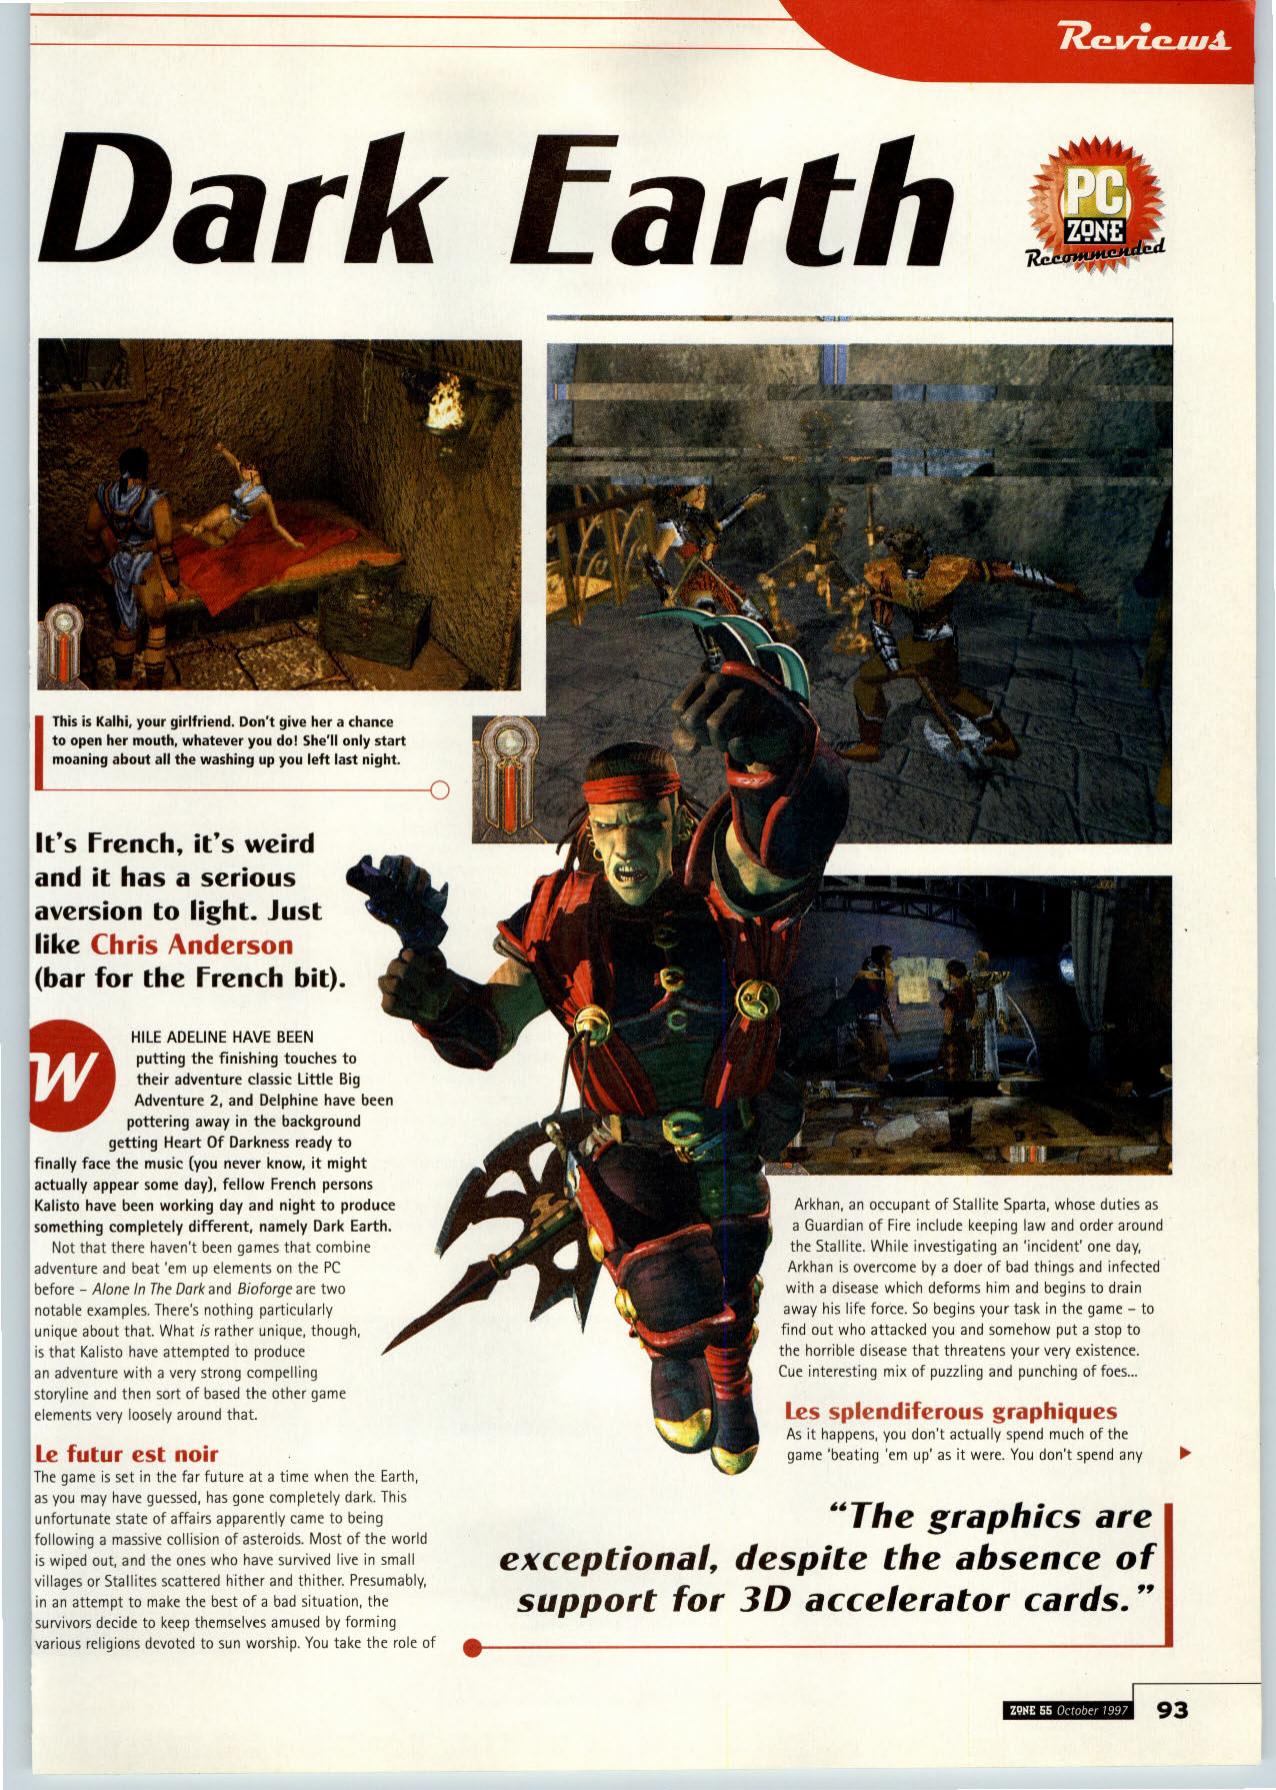 Reviews
Dark Earth
PC
ZONE
Recommended
This is Kalhi, your girlfriend. Don't give her a chance
to open her mouth, whatever you do! She'll only start
moaning about all the washing up you left last night.
It's French, it's weird
and it has a serious
aversion to light. Just
like Chris Anderson
(bar for the French bit).
WHILE ADELINE HAVE BEEN
putting the finishing touches to
their adventure classic Little Big
Adventure 2, and Delphine have been
pottering away in the background
getting Heart Of Darkness ready to
finally face the music (you never know, it might
actually appear some day), fellow French persons
Kalisto have been working day and night to produce
something completely different, namely Dark Earth.
Not that there haven't been games that combine
adventure and beat 'em up elements on the PC
before – Alone In The Dark and Bioforge are two
notable examples. There's nothing particularly
unique about that. What is rather unique, though,
is that Kalisto have attempted to produce
an adventure with a very strong compelling
storyline and then sort of based the other game
elements very loosely around that.
Le futur est noir
The game is set in the far future at a time when the Earth,
as you may have guessed, has gone completely dark. This
unfortunate state of affairs apparently came to being
following a massive collision of asteroids. Most of the world
is wiped out, and the ones who have survived live in small
villages or Stallites scattered hither and thither. Presumably,
in an attempt to make the best of a bad situation, the
survivors decide to keep themselves amused by forming
various religions devoted to sun worship. You take the role of
Arkhan, an occupant of Stallite Sparta, whose duties as
a Guardian of Fire include keeping law and order around
the Stallite. While investigating an 'incident' one day,
Arkhan is overcome by a doer of bad things and infected
with a disease which deforms him and begins to drain
away his life force. So begins your task in the game – to
find out who attacked you and somehow put a stop to
the horrible disease that threatens your very existence.
Cue interesting mix of puzzling and punching of foes...
Les splendiferous graphiques
As it happens, you don't actually spend much of the
game 'beating 'em up' as it were. You don't spend any
"The graphics are
exceptional, despite the absence of
support for 3D accelerator cards."
ZONE 55 October 1997 93